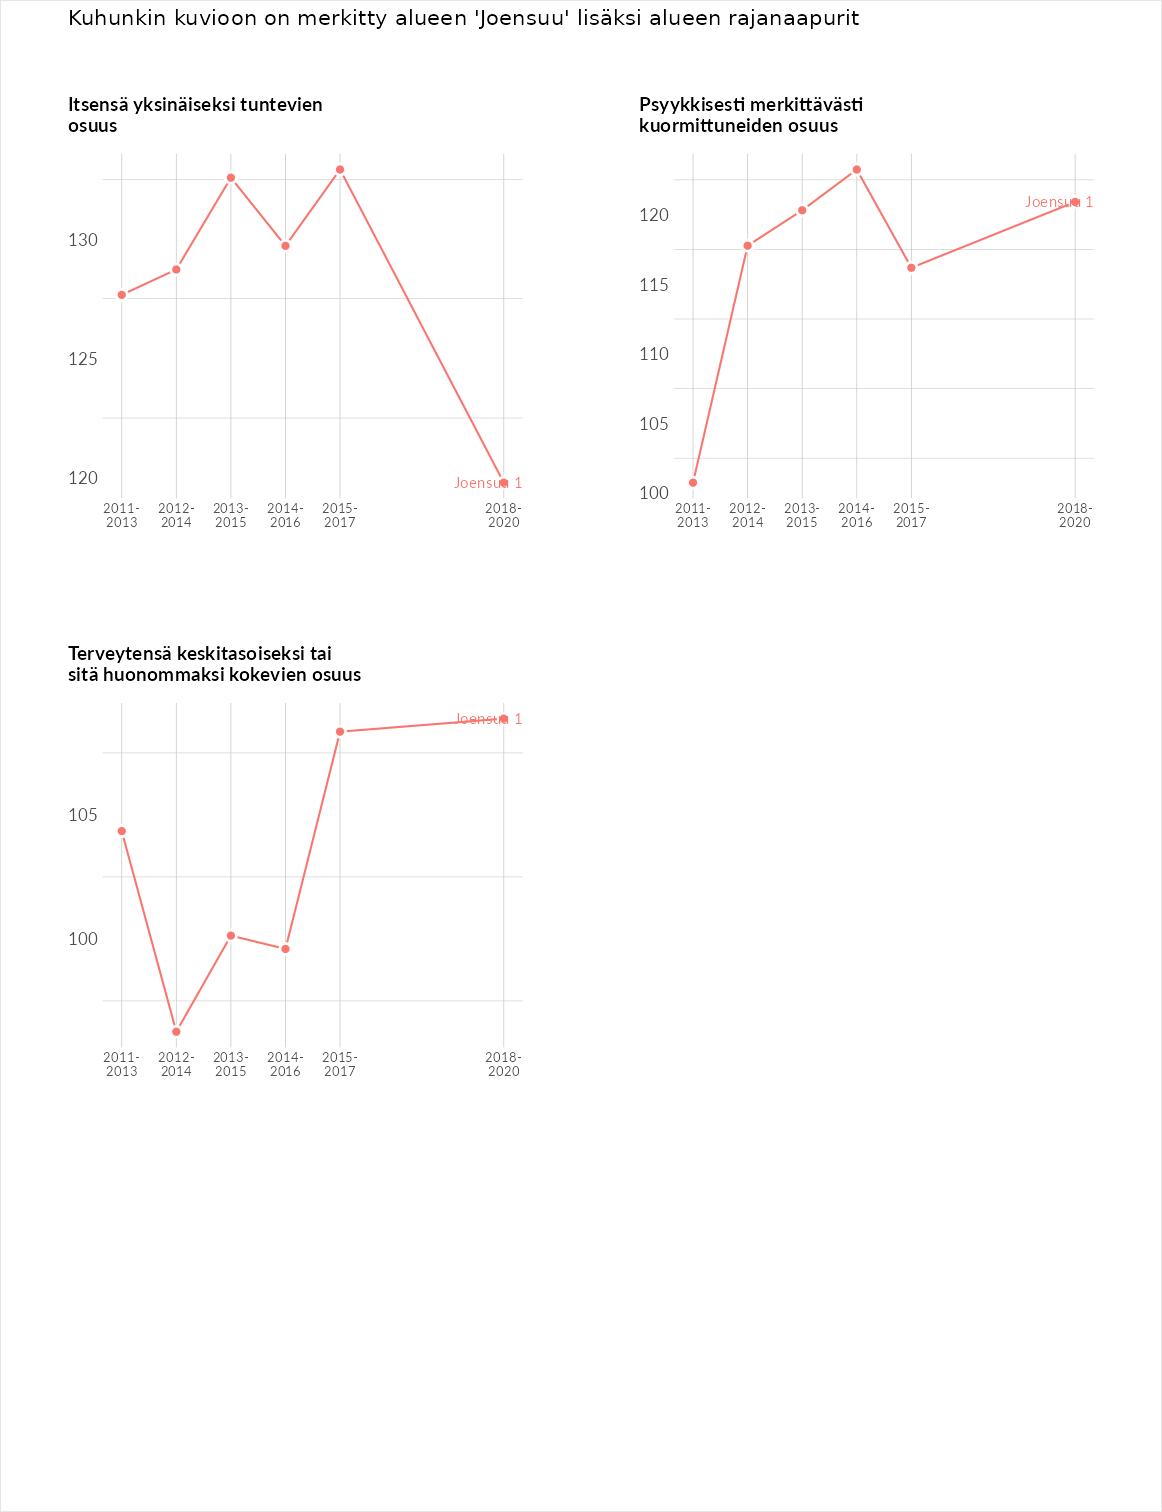 Kuhunkin kuvioon on merkitty alueen 'Joensuu' lisäksi alueen rajanaapurit
Itsensä yksinäiseksi tuntevien
osuus
130
125
120
Joensuu 1
2011- 2012- 2013- 2014- 2015- 2018-
2013 2014 2015 2016 2017 2020
Psyykkisesti merkittävästi
kuormittuneiden osuus
120
115
110
105
100
Joensuu 1
2011- 2012- 2013- 2014- 2015- 2018-
2013 2014 2015 2016 2017 2020
Terveytensä keskitasoiseksi tai
sitä huonommaksi kokevien osuus
Joensuu 1
105
100
2011- 2012- 2013- 2014- 2015- 2018-
2013 2014 2015 2016 2017 2020